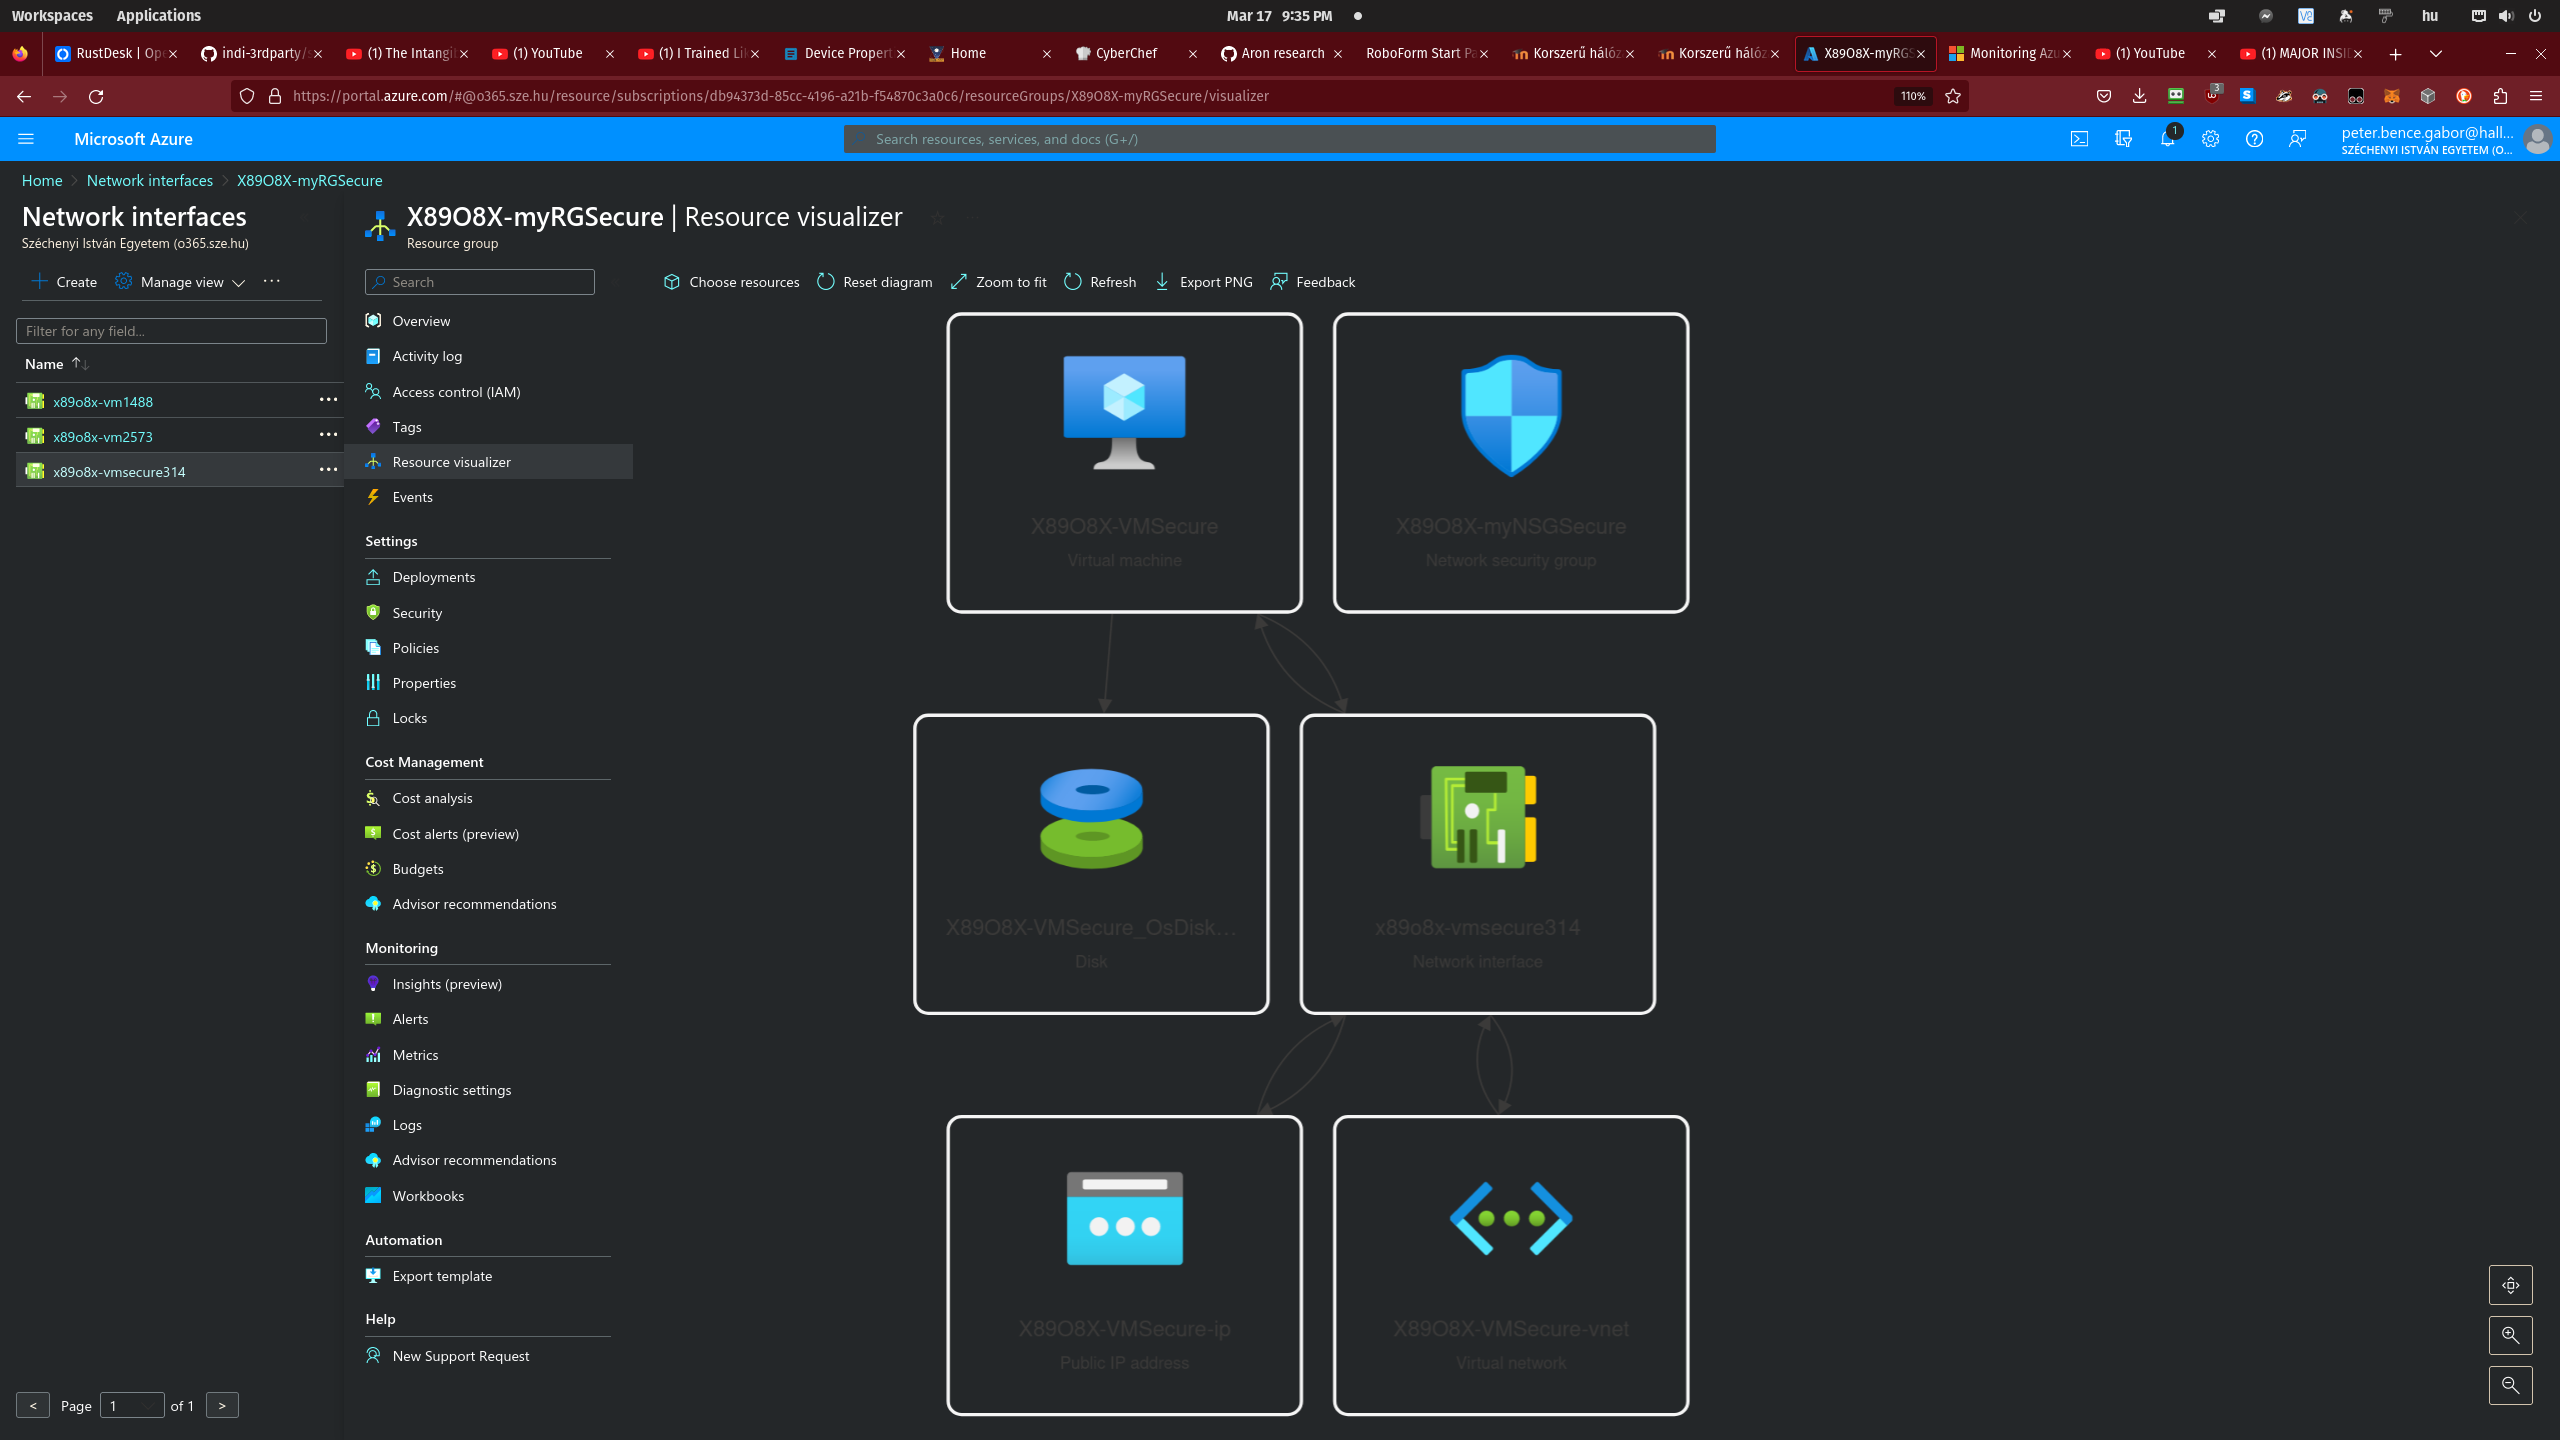 Workspaces Applications Mar 17 9:35 PM hu
RustDesk | Ope indi-3rdparty/s (1) The Intangi (1) YouTube (1) I Trained Li Device Propert Home CyberChef Aron research RoboForm Start Pa Korszerű hálóz Korszerű hálóz X89O8X-myRGS Monitoring Azu (1) YouTube (1) MAJOR INSI
https://portal.azure.com/#@o365.sze.hu/resource/subscriptions/db94373d-85cc-4196-a21b-f54870c3a0c6/resourceGroups/X89O8X-myRGSecure/visualizer 110% 3
Microsoft Azure Search resources, services, and docs (G+/) 1 peter.bence.gabor@hall...
SZÉCHENYI ISTVÁN EGYETEM (O...
Home > Network interfaces > X89O8X-myRGSecure
Network interfaces
Széchenyi István Egyetem (o365.sze.hu)
Create Manage view ...
Filter for any field...
Name
x89o8x-vm1488
x89o8x-vm2573
x89o8x-vmsecure314
< Page 1 of 1 >
X89O8X-myRGSecure | Resource visualizer
Resource group
Search
Overview
Activity log
Access control (IAM)
Tags
Resource visualizer
Events
Settings
Deployments
Security
Policies
Properties
Locks
Cost Management
Cost analysis
Cost alerts (preview)
Budgets
Advisor recommendations
Monitoring
Insights (preview)
Alerts
Metrics
Diagnostic settings
Logs
Advisor recommendations
Workbooks
Automation
Export template
Help
New Support Request
Choose resources Reset diagram Zoom to fit Refresh Export PNG Feedback
X89O8X-VMSecure
Virtual machine
X89O8X-myNSGSecure
Network security group
X89O8X-VMSecure_OsDisk...
Disk
x89o8x-vmsecure314
Network interface
X89O8X-VMSecure-ip
Public IP address
X89O8X-VMSecure-vnet
Virtual network